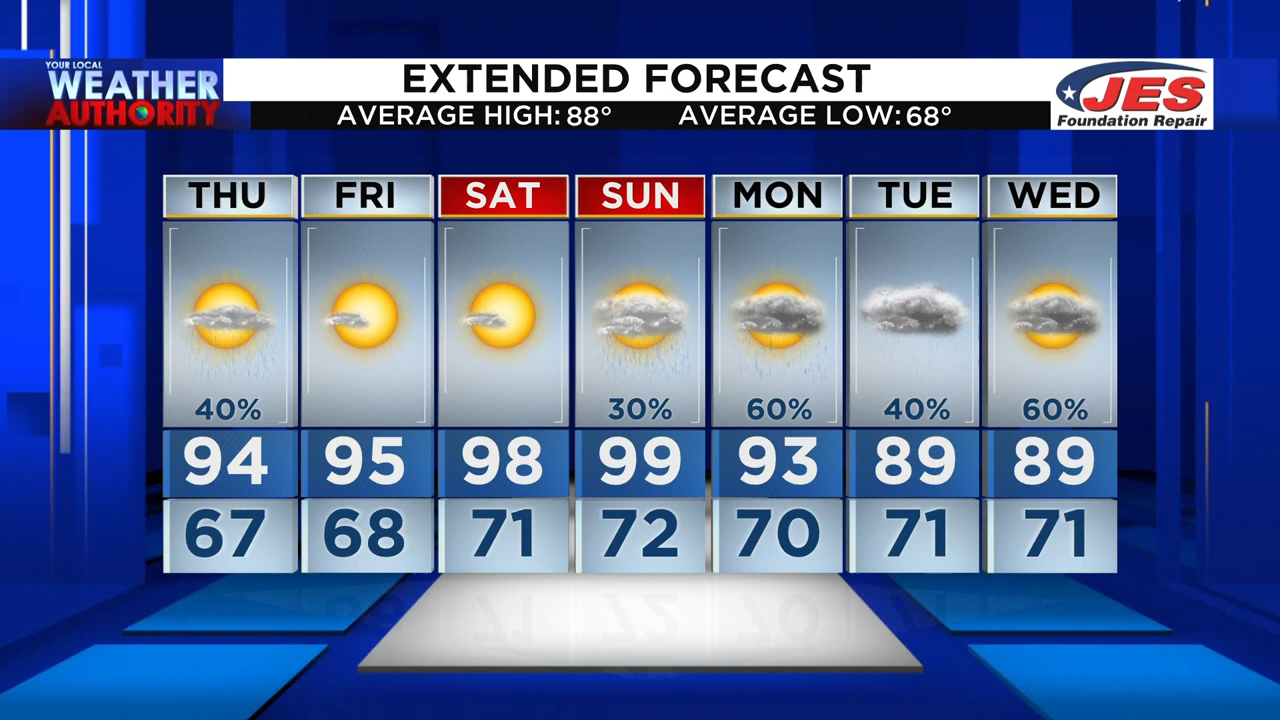 YOUR LOCAL
WEATHER
AUTHORITY
EXTENDED FORECAST
AVERAGE HIGH: 88° AVERAGE LOW: 68°
JES
Foundation Repair
THU FRI SAT SUN MON TUE WED
40% 30% 60% 40% 60%
94 95 98 99 93 89 89
67 68 71 72 70 71 71